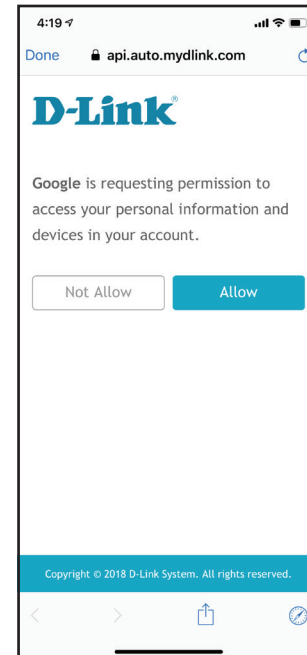 4:19
Done api.auto.mydlink.com
D-Link®
Google is requesting permission to
access your personal information and
devices in your account.
Not Allow Allow
Copyright © 2018 D-Link System. All rights reserved.